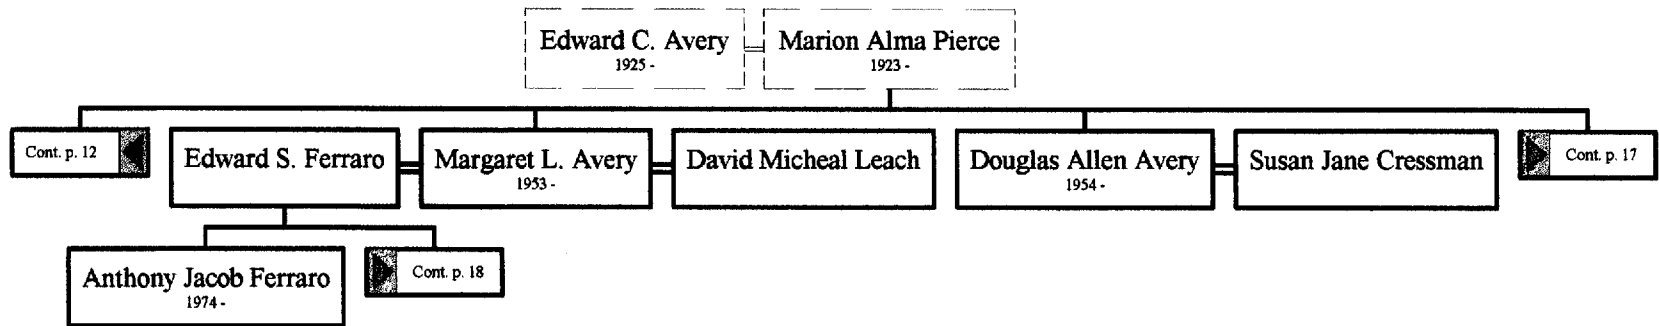 Edward C. Avery
1925 -
Marion Alma Pierce
1923 -
Cont. p. 12
Edward S. Ferraro
Margaret L. Avery
1953 -
David Micheal Leach
Douglas Allen Avery
1954 -
Susan Jane Cressman
Cont. p. 17
Anthony Jacob Ferraro
1974 -
Cont. p. 18